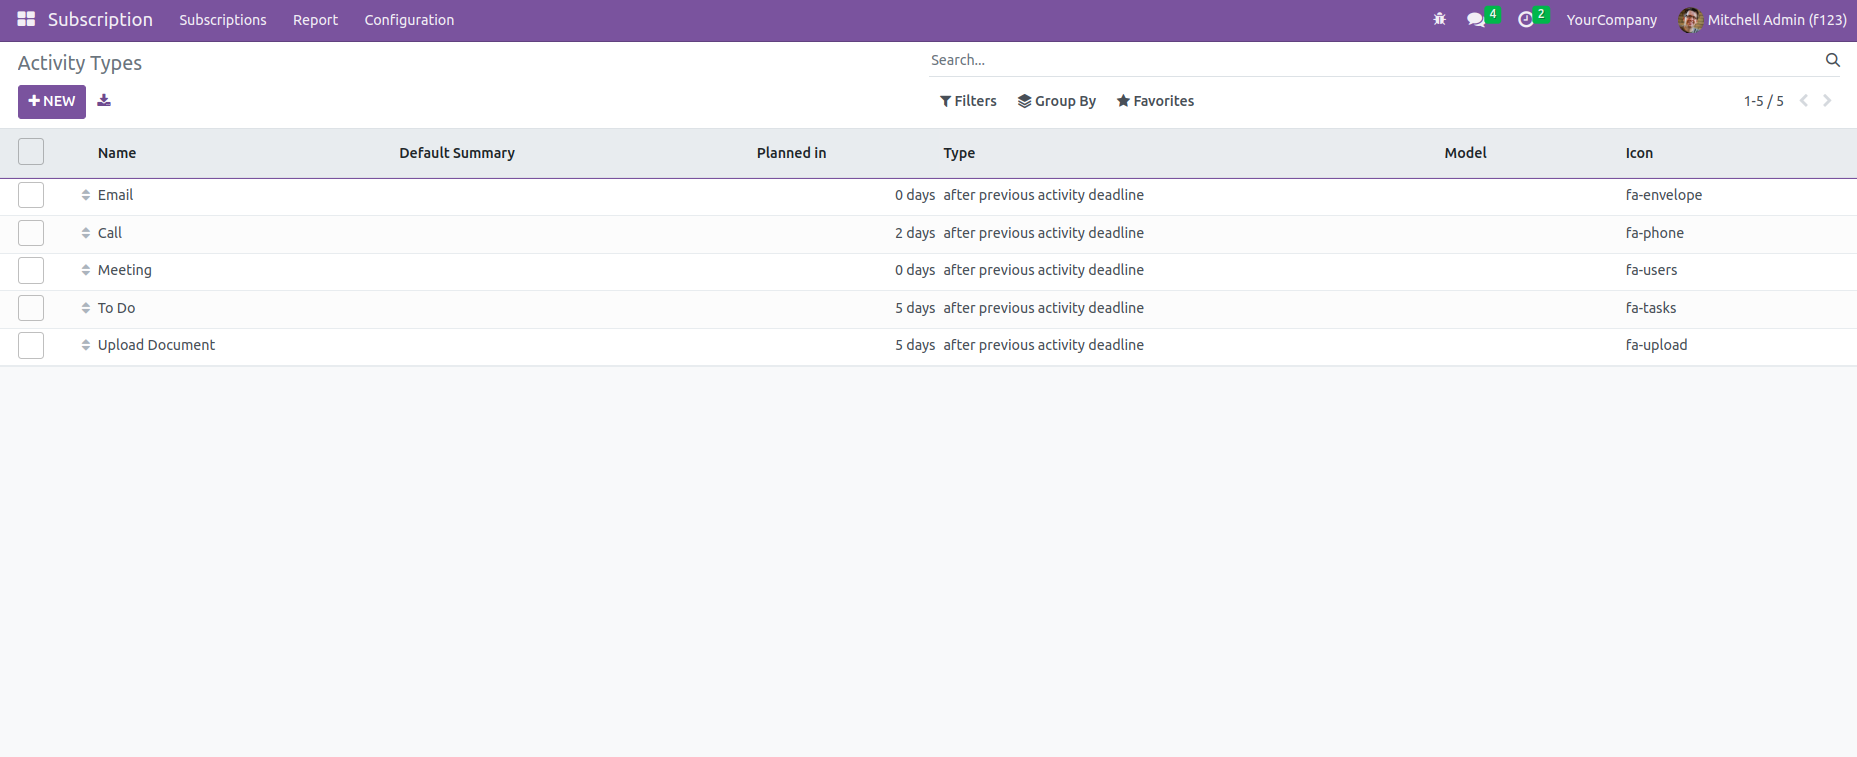 Subscription Subscriptions Report Configuration 4 2 YourCompany Mitchell Admin (f123)
Activity Types Search...
NEW Filters Group By Favorites 1-5 / 5
Name Default Summary Planned in Type Model Icon
Email 0 days after previous activity deadline fa-envelope
Call 2 days after previous activity deadline fa-phone
Meeting 0 days after previous activity deadline fa-users
To Do 5 days after previous activity deadline fa-tasks
Upload Document 5 days after previous activity deadline fa-upload